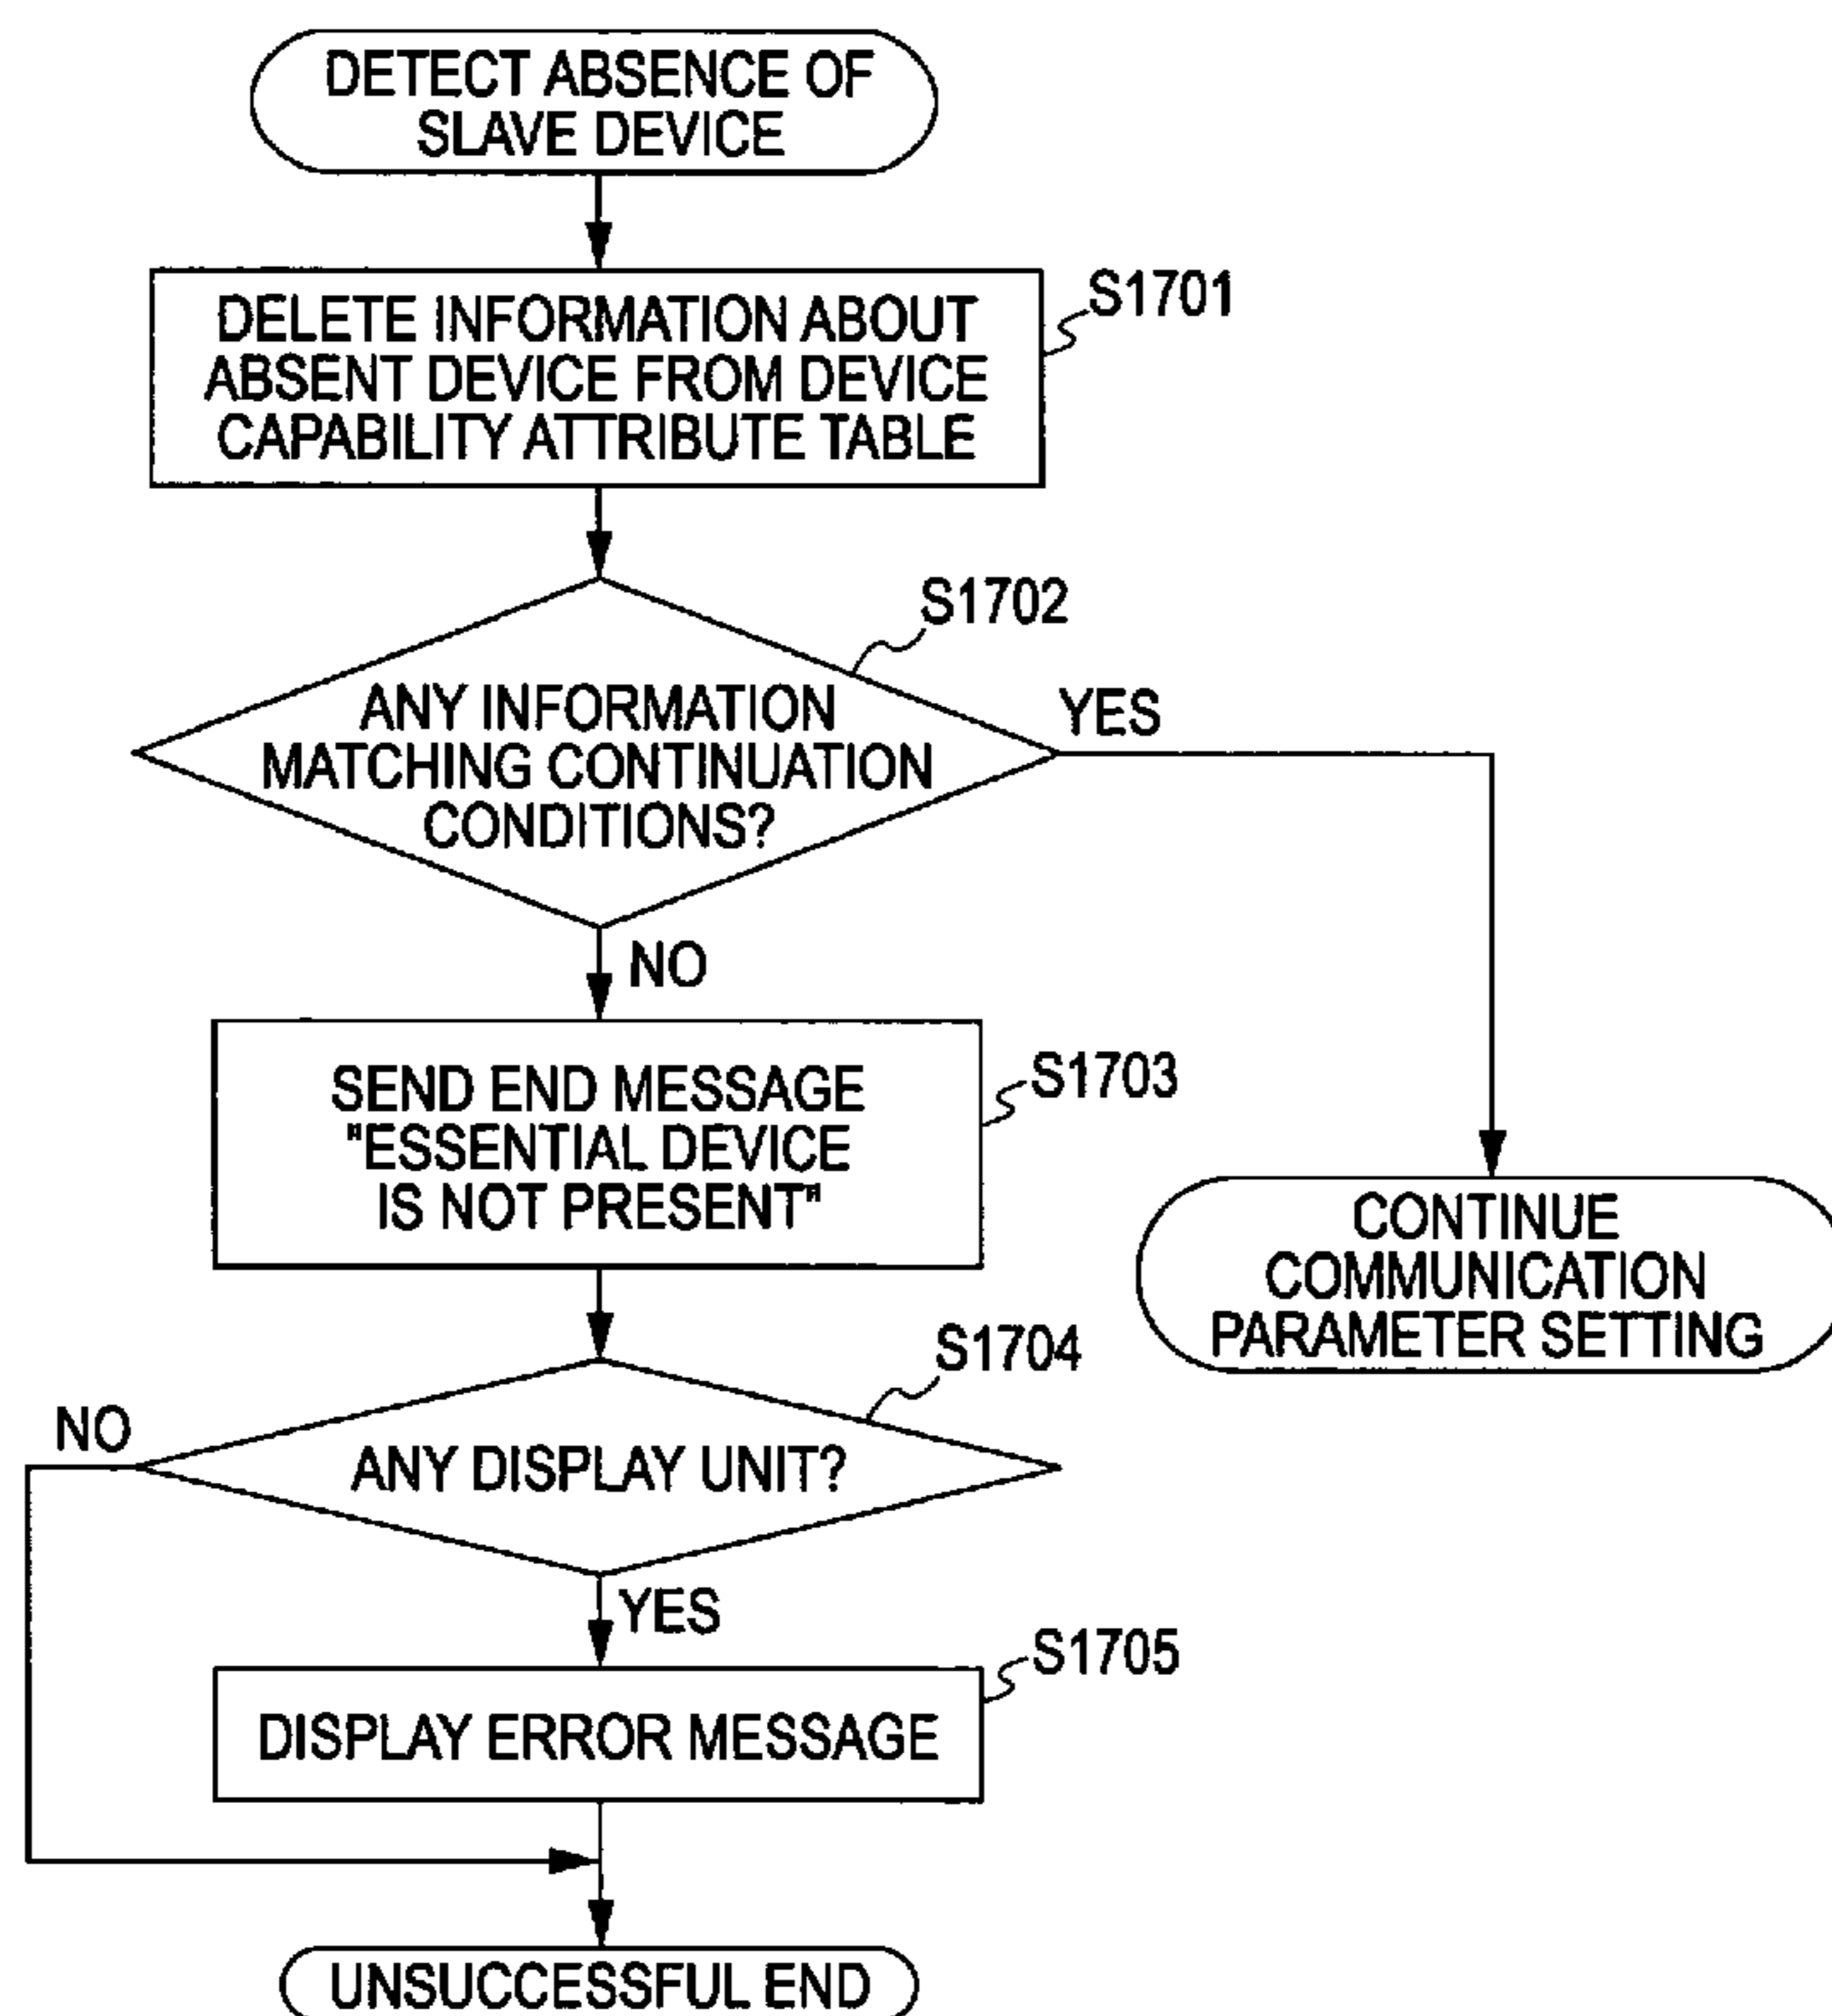 DETECT ABSENCE OF
SLAVE DEVICE
DELETE INFORMATION ABOUT
ABSENT DEVICE FROM DEVICE
CAPABILITY ATTRIBUTE TABLE
S1701
S1702
ANY INFORMATION
MATCHING CONTINUATION
CONDITIONS?
YES
NO
SEND END MESSAGE
"ESSENTIAL DEVICE
IS NOT PRESENT"
S1703
CONTINUE
COMMUNICATION
PARAMETER SETTING
S1704
NO
ANY DISPLAY UNIT?
YES
S1705
DISPLAY ERROR MESSAGE
UNSUCCESSFUL END